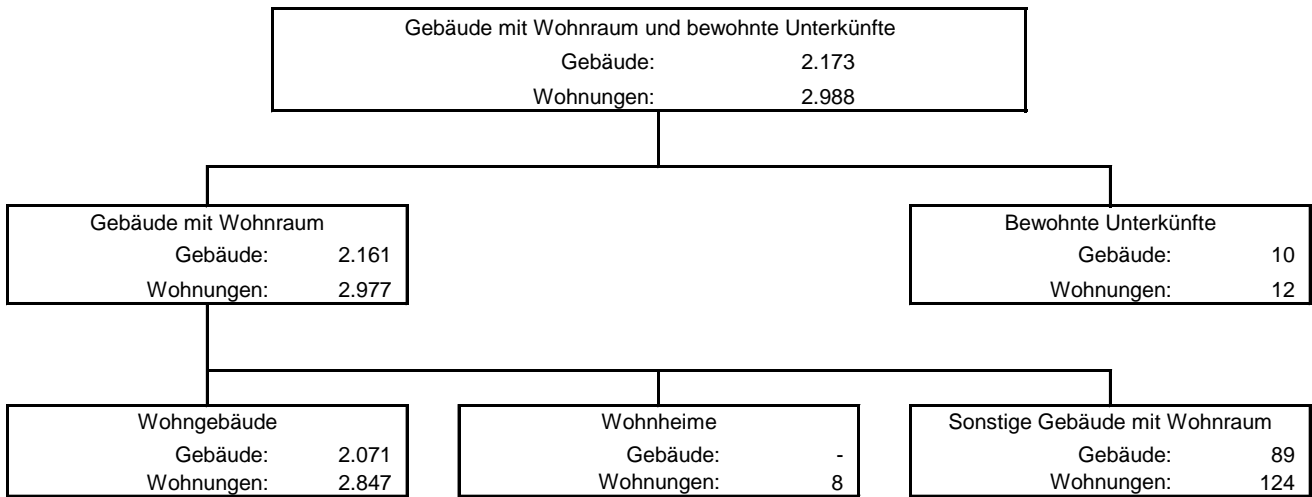 Gebäude mit Wohnraum und bewohnte Unterkünfte
Gebäude: 2.173
Wohnungen: 2.988
Gebäude mit Wohnraum
Gebäude: 2.161
Wohnungen: 2.977
Bewohnte Unterkünfte
Gebäude: 10
Wohnungen: 12
Wohngebäude
Gebäude: 2.071
Wohnungen: 2.847
Wohnheime
Gebäude: -
Wohnungen: 8
Sonstige Gebäude mit Wohnraum
Gebäude: 89
Wohnungen: 124